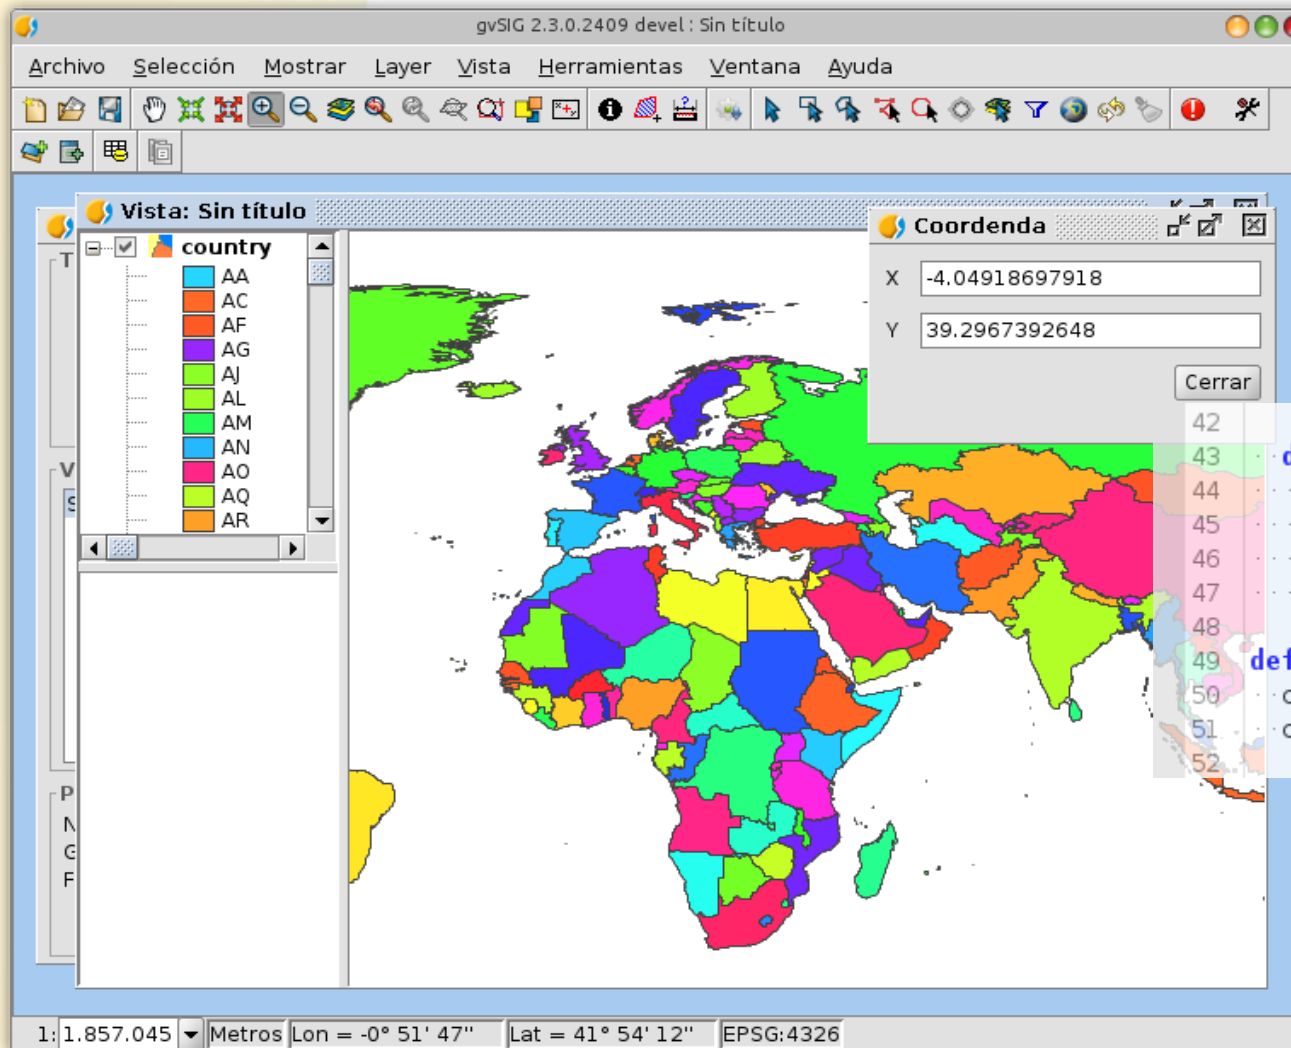 gvSIG 2.3.0.2409 devel : Sin título
Archivo Selección Mostrar Layer Vista Herramientas Ventana Ayuda
Vista: Sin título
Coordenda
T
country
AA
AC
AF
AG
AJ
AL
AM
AN
AO
AQ
AR
X -4.04918697918
Y 39.2967392648
Cerrar
V
S
P
N
G
F
42
43 d
44
45
46
47
48
49 def
50 c
51 c
52
1: 1.857.045 Metros Lon = -0° 51' 47" Lat = 41° 54' 12" EPSG:4326